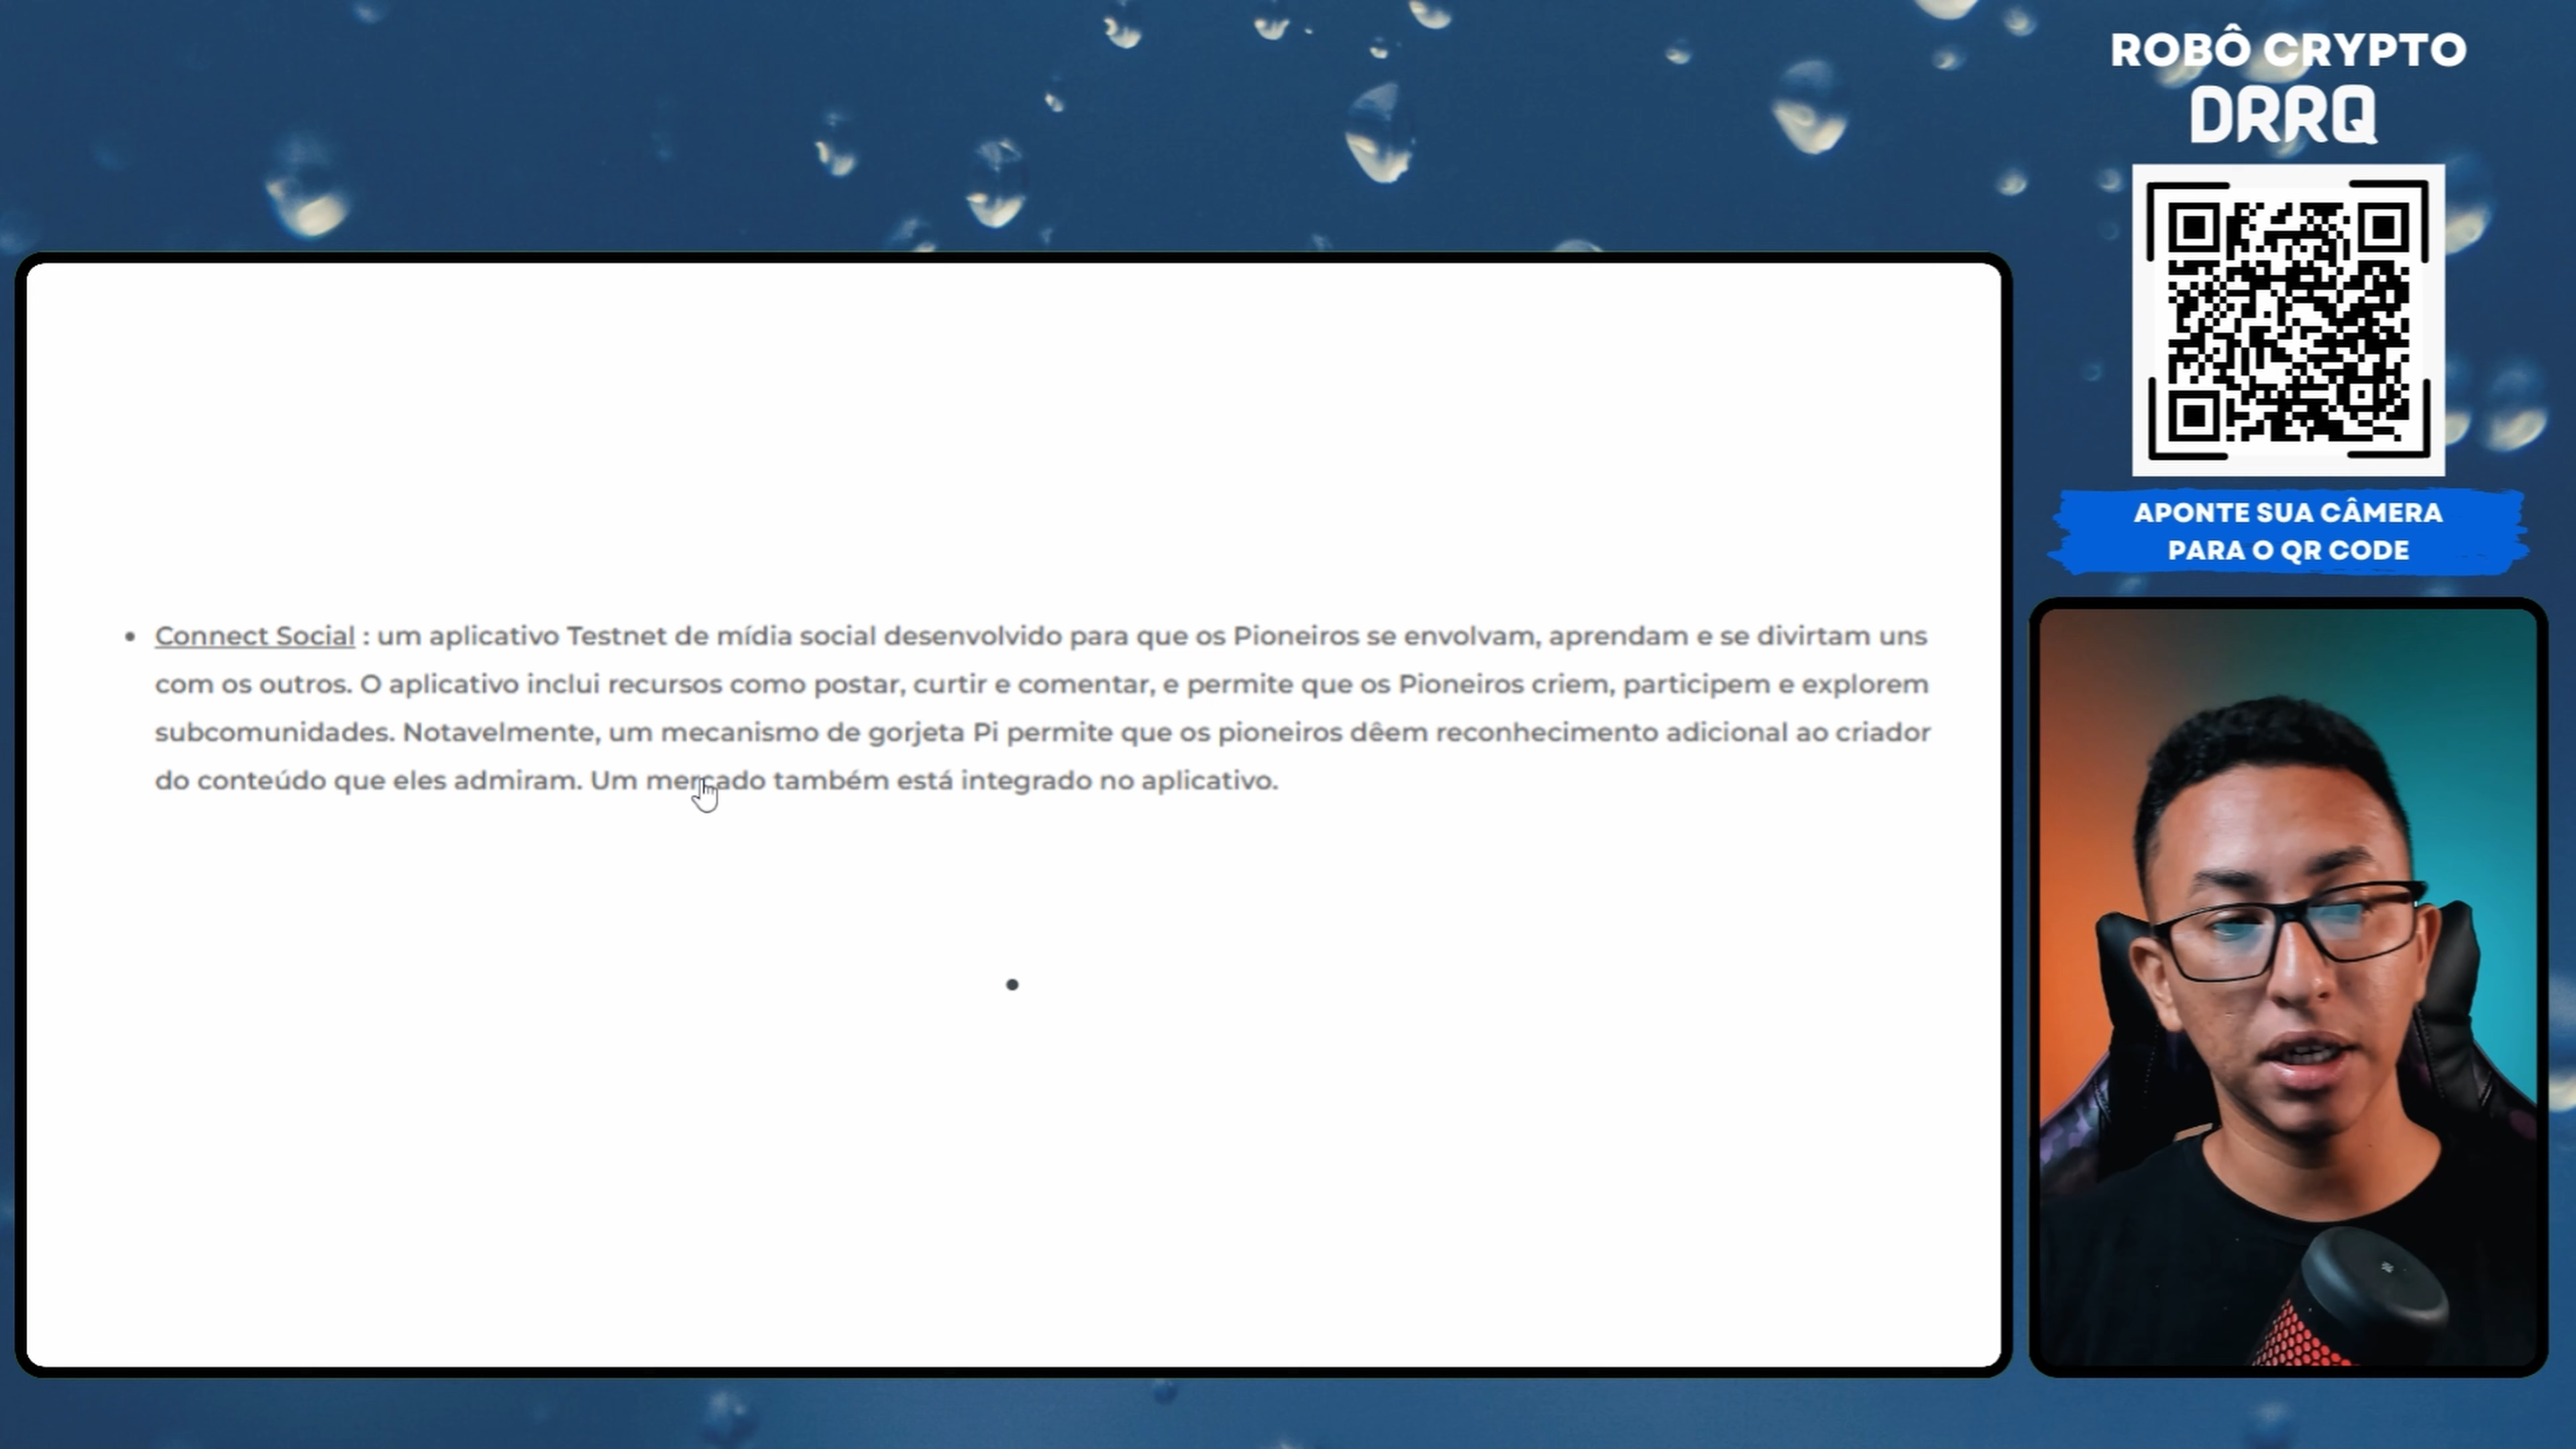 ROBÔ CRYPTO
DRRQ
APONTE SUA CÂMERA
PARA O QR CODE
• Connect Social : um aplicativo Testnet de mídia social desenvolvido para que os Pioneiros se envolvam, aprendam e se divirtam uns
com os outros. O aplicativo inclui recursos como postar, curtir e comentar, e permite que os Pioneiros criem, participem e explorem
subcomunidades. Notavelmente, um mecanismo de gorjeta Pi permite que os pioneiros dêem reconhecimento adicional ao criador
do conteúdo que eles admiram. Um mercado também está integrado no aplicativo.